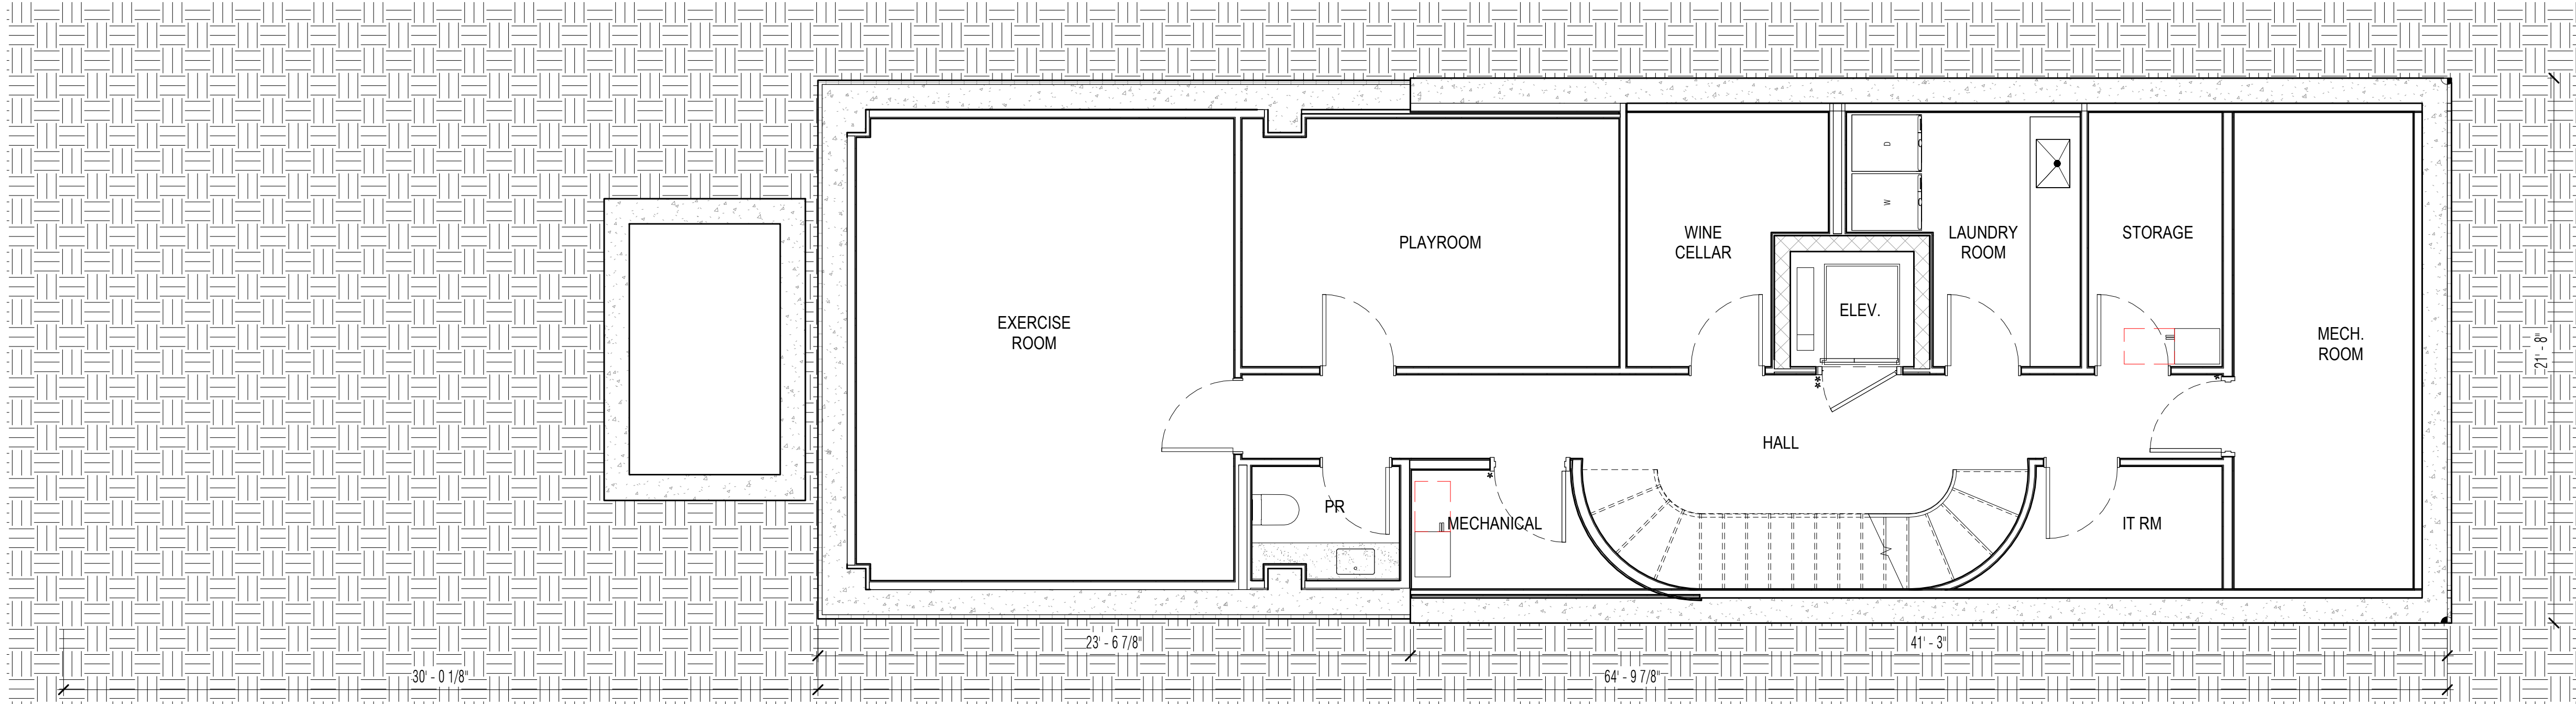 D
W
WINE
CELLAR
LAUNDRY
ROOM
STORAGE
PLAYROOM
ELEV.
EXERCISE
ROOM
MECH.
ROOM
21' - 8"
HALL
PR
MECHANICAL
IT RM
23' - 6 7/8"
41' - 3"
30' - 0 1/8"
64' - 9 7/8"